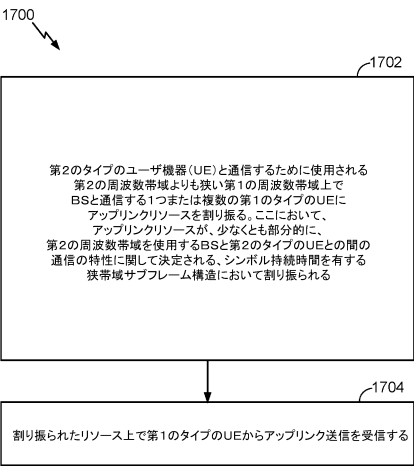 1700
1702
第2のタイプのユーザ機器（UE）と通信するために使用される
第2の周波数帯域よりも狭い第1の周波数帯域上で
BSと通信する1つまたは複数の第1のタイプのUEに
アップリンクリソースを割り振る。ここにおいて、
アップリンクリソースが、少なくとも部分的に、
第2の周波数帯域を使用するBSと第2のタイプのUEとの間の
通信の特性に関して決定される、シンボル持続時間を有する
狭帯域サブフレーム構造において割り振られる
1704
割り振られたリソース上で第1のタイプのUEからアップリンク送信を受信する